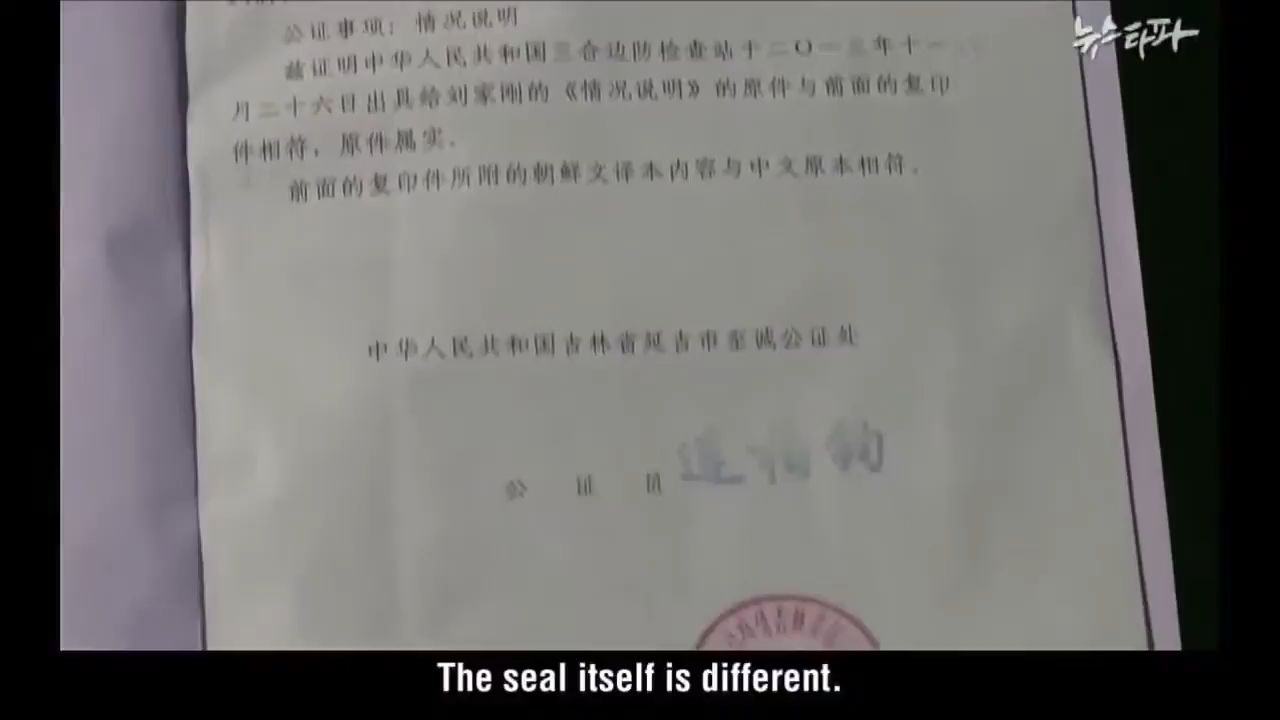 뉴스타파
公证事项：情况说明
兹证明中华人民共和国三合边防检查站于二〇一三年十一
月二十六日出具给刘家刚的《情况说明》的原件与前面的复印
件相符，原件属实.
前面的复印件所附的朝鲜文译本内容与中文原本相符.
中华人民共和国吉林省延吉市至诚公证处
公 证 员
The seal itself is different.